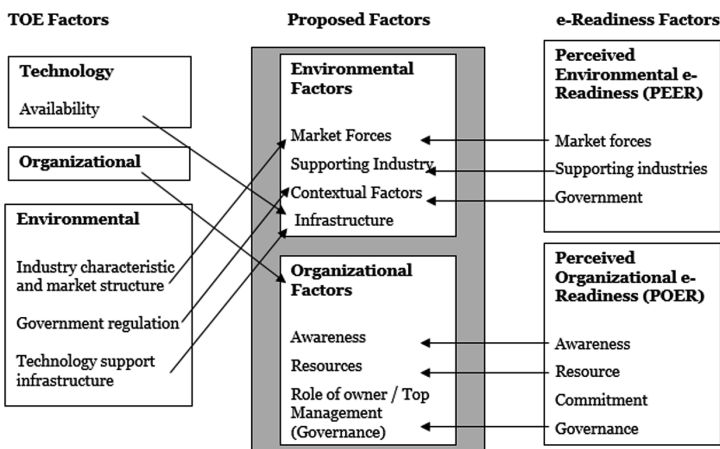 TOE Factors
Technology
Availability
Organizational
Environmental
Industry characteristic
and market structure
Government regulation
Technology support
infrastructure
Proposed Factors
Environmental
Factors
Market Forces
Supporting Industry
Contextual Factors
Infrastructure
Organizational
Factors
Awareness
Resources
Role of owner / Top
Management
(Governance)
e-Readiness Factors
Perceived
Environmental e-
Readiness (PEER)
Market forces
Supporting industries
Government
Perceived
Organizational e-
Readiness (POER)
Awareness
Resource
Commitment
Governance